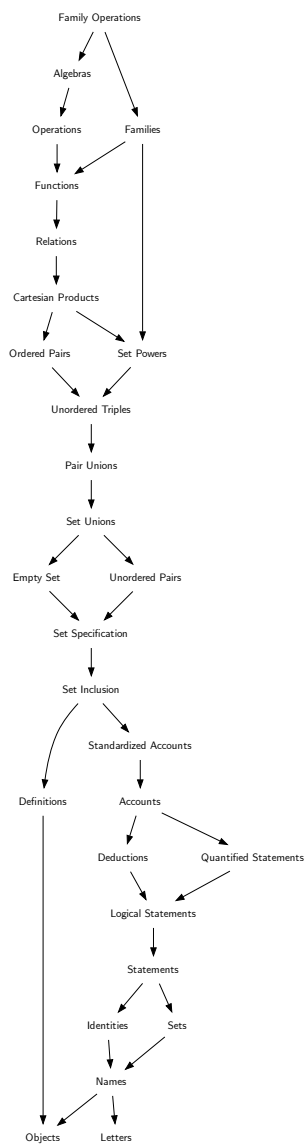 Family Operations
Algebras
Operations Families
Functions
Relations
Cartesian Products
Ordered Pairs Set Powers
Unordered Triples
Pair Unions
Set Unions
Empty Set Unordered Pairs
Set Specification
Set Inclusion
Standardized Accounts
Definitions Accounts
Deductions Quantified Statements
Logical Statements
Statements
Identities Sets
Names
Objects Letters